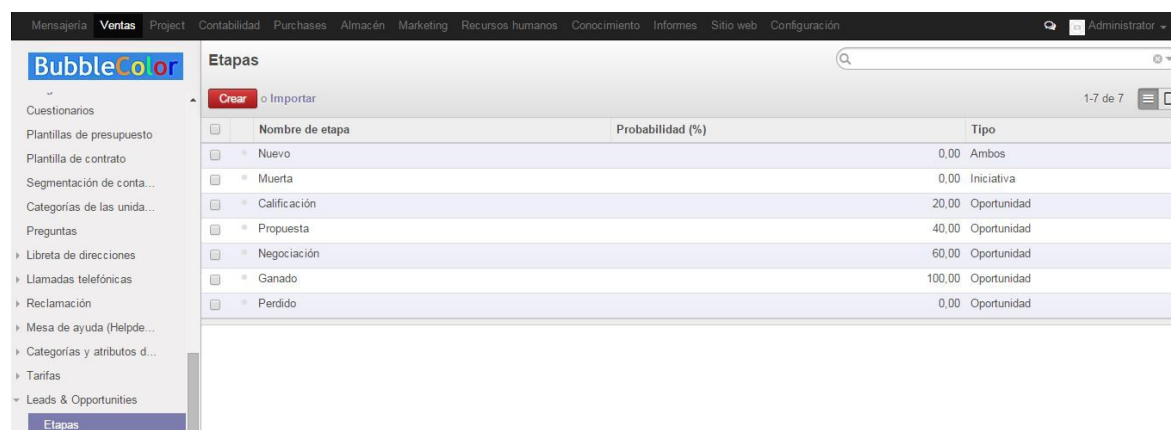 Mensajería Ventas Project Contabilidad Purchases Almacén Marketing Recursos humanos Conocimiento Informes Sitio web Configuración Administrator
BubbleColor
Etapas
Crear o Importar
1-7 de 7
Cuestionarios
Plantillas de presupuesto
Plantilla de contrato
Segmentación de conta...
Categorías de las unida...
Preguntas
Libreta de direcciones
Llamadas telefónicas
Reclamación
Mesa de ayuda (Helpde...
Categorías y atributos d...
Tarifas
Leads & Opportunities
Etapas
Nombre de etapa Probabilidad (%) Tipo
Nuevo 0,00 Ambos
Muerta 0,00 Iniciativa
Calificación 20,00 Oportunidad
Propuesta 40,00 Oportunidad
Negociación 60,00 Oportunidad
Ganado 100,00 Oportunidad
Perdido 0,00 Oportunidad